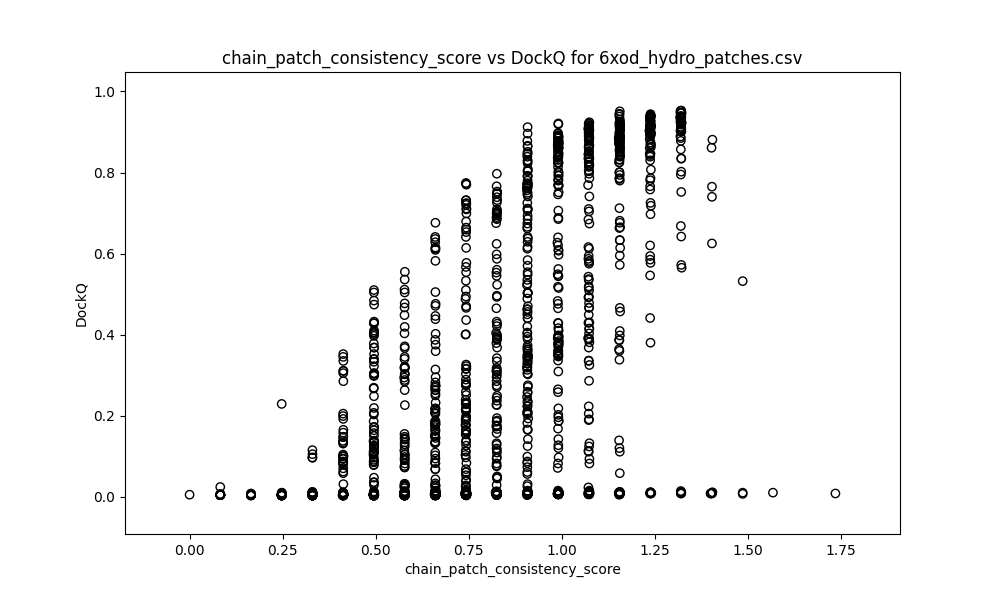 chain_patch_consistency_score vs DockQ for 6xod_hydro_patches.csv
1.0
0.8
0.6
0.4
0.2
0.0
DockQ
0.00 0.25 0.50 0.75 1.00 1.25 1.50 1.75
chain_patch_consistency_score